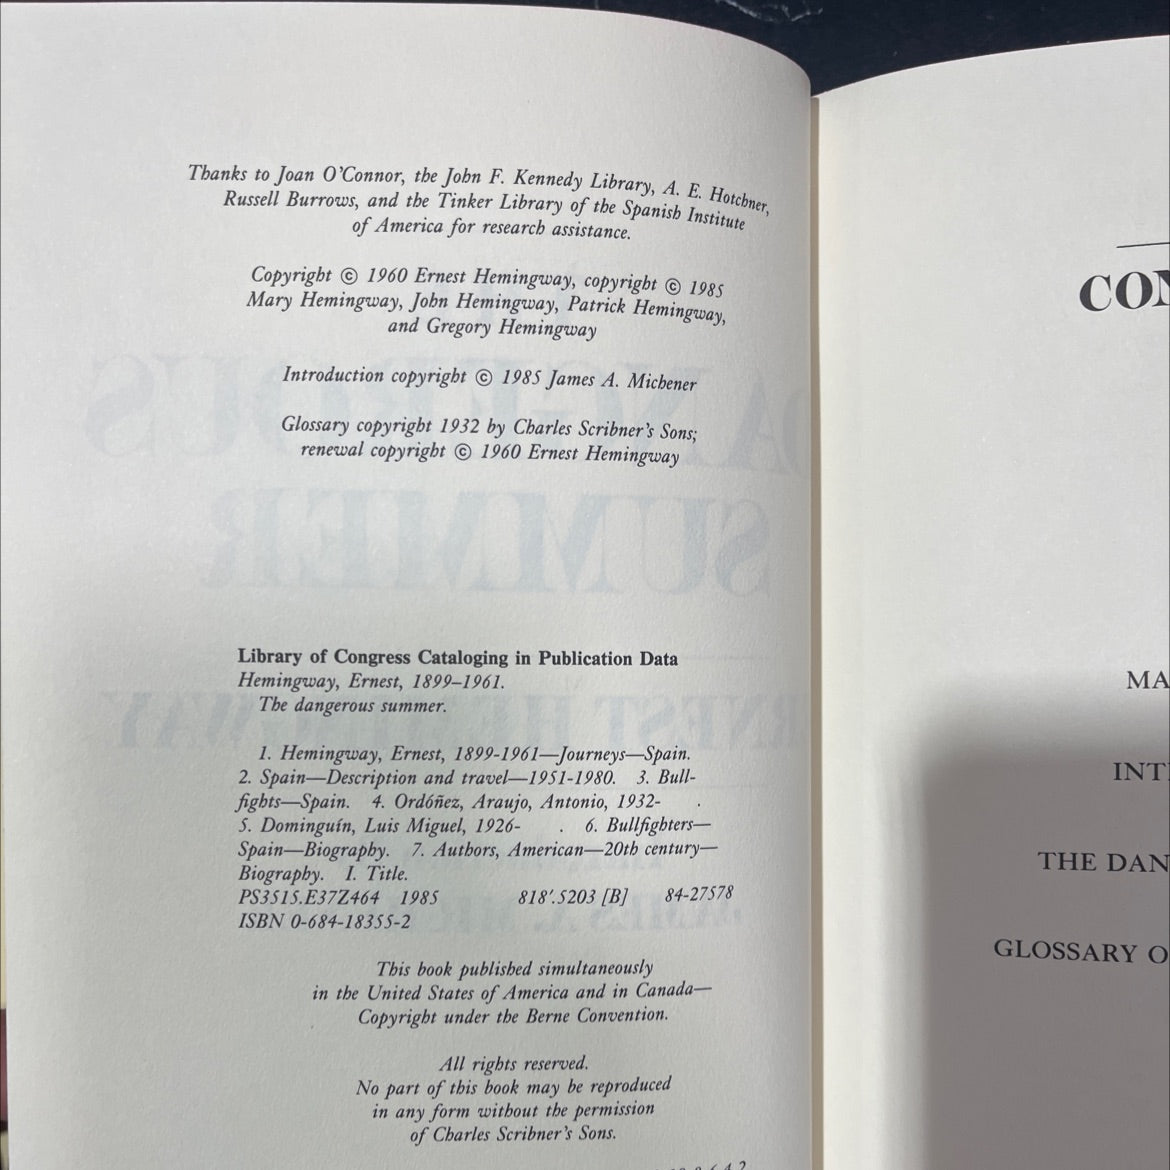 Thanks to Joan O'Connor, the John F. Kennedy Library, A. E. Hotchner,
Russell Burrows, and the Tinker Library of the Spanish Institute
of America for research assistance.
Copyright © 1960 Ernest Hemingway, copyright © 1985
Mary Hemingway, John Hemingway, Patrick Hemingway,
and Gregory Hemingway
Introduction copyright © 1985 James A. Michener
Glossary copyright 1932 by Charles Scribner's Sons;
renewal copyright © 1960 Ernest Hemingway
Library of Congress Cataloging in Publication Data
Hemingway, Ernest, 1899–1961.
The dangerous summer.
1. Hemingway, Ernest, 1899-1961—Journeys—Spain.
2. Spain—Description and travel—1951-1980. 3. Bull-
fights—Spain. 4. Ordóñez, Araujo, Antonio, 1932- .
5. Dominguín, Luis Miguel, 1926- . 6. Bullfighters—
Spain—Biography. 7. Authors, American—20th century—
Biography. I. Title.
PS3515.E37Z464 1985 818'.5203 [B] 84-27578
ISBN 0-684-18355-2
This book published simultaneously
in the United States of America and in Canada—
Copyright under the Berne Convention.
All rights reserved.
No part of this book may be reproduced
in any form without the permission
of Charles Scribner's Sons.
CON
MA
INT
THE DAN
GLOSSARY O